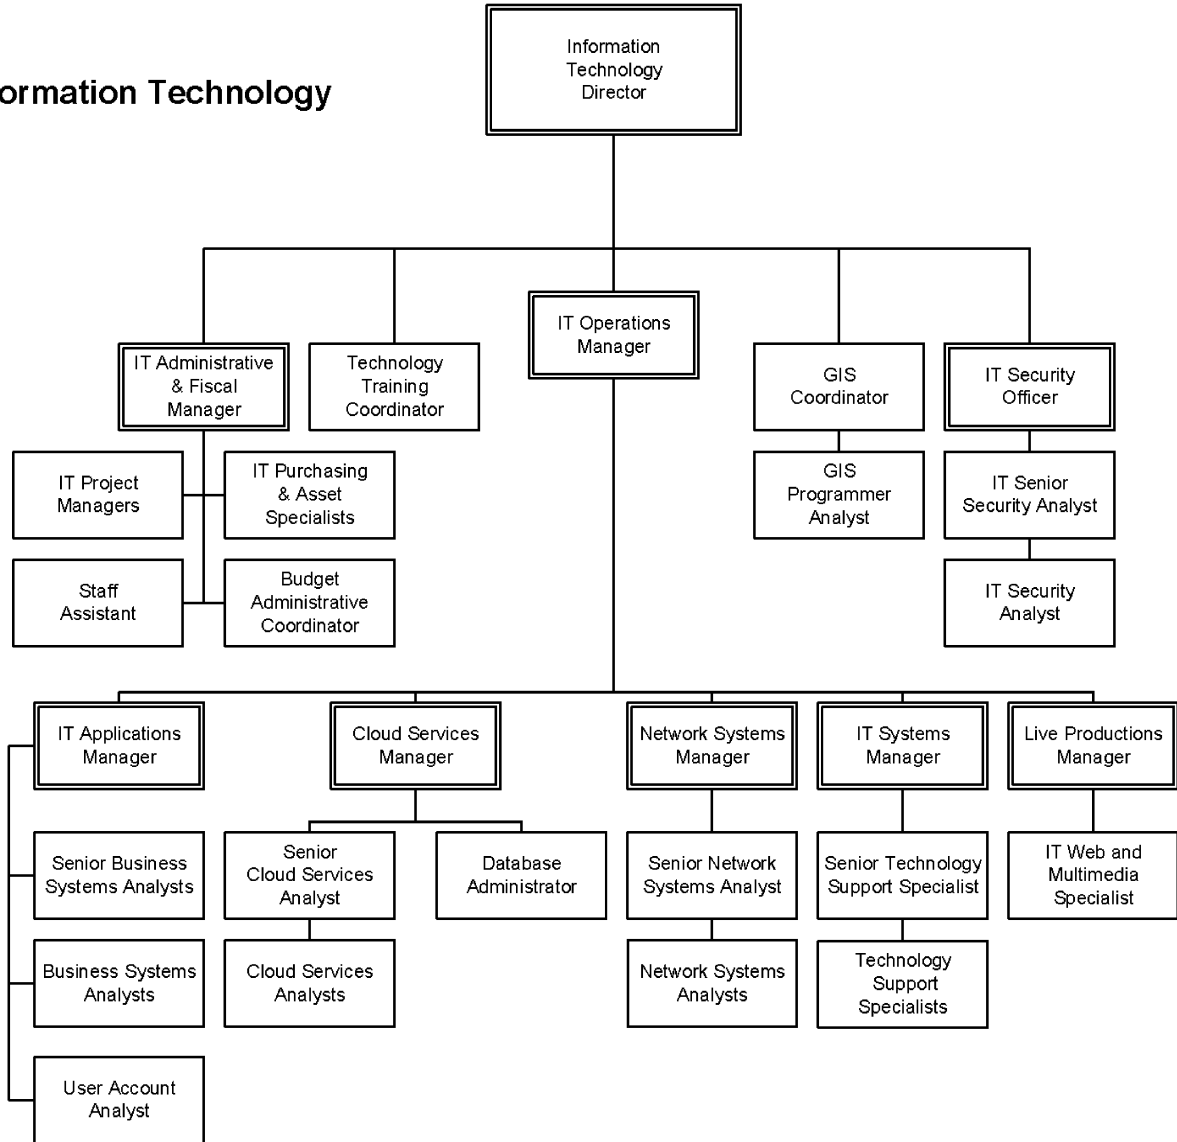 Information
Technology
Director
ormation Technology
IT Operations
Manager
IT Administrative
& Fiscal
Manager
Technology
Training
Coordinator
GIS
Coordinator
IT Security
Officer
IT Project
Managers
IT Purchasing
& Asset
Specialists
GIS
Programmer
Analyst
IT Senior
Security Analyst
Staff
Assistant
Budget
Administrative
Coordinator
IT Security
Analyst
IT Applications
Manager
Cloud Services
Manager
Network Systems
Manager
IT Systems
Manager
Live Productions
Manager
Senior Business
Systems Analysts
Senior
Cloud Services
Analyst
Database
Administrator
Senior Network
Systems Analyst
Senior Technology
Support Specialist
IT Web and
Multimedia
Specialist
Business Systems
Analysts
Cloud Services
Analysts
Network Systems
Analysts
Technology
Support
Specialists
User Account
Analyst